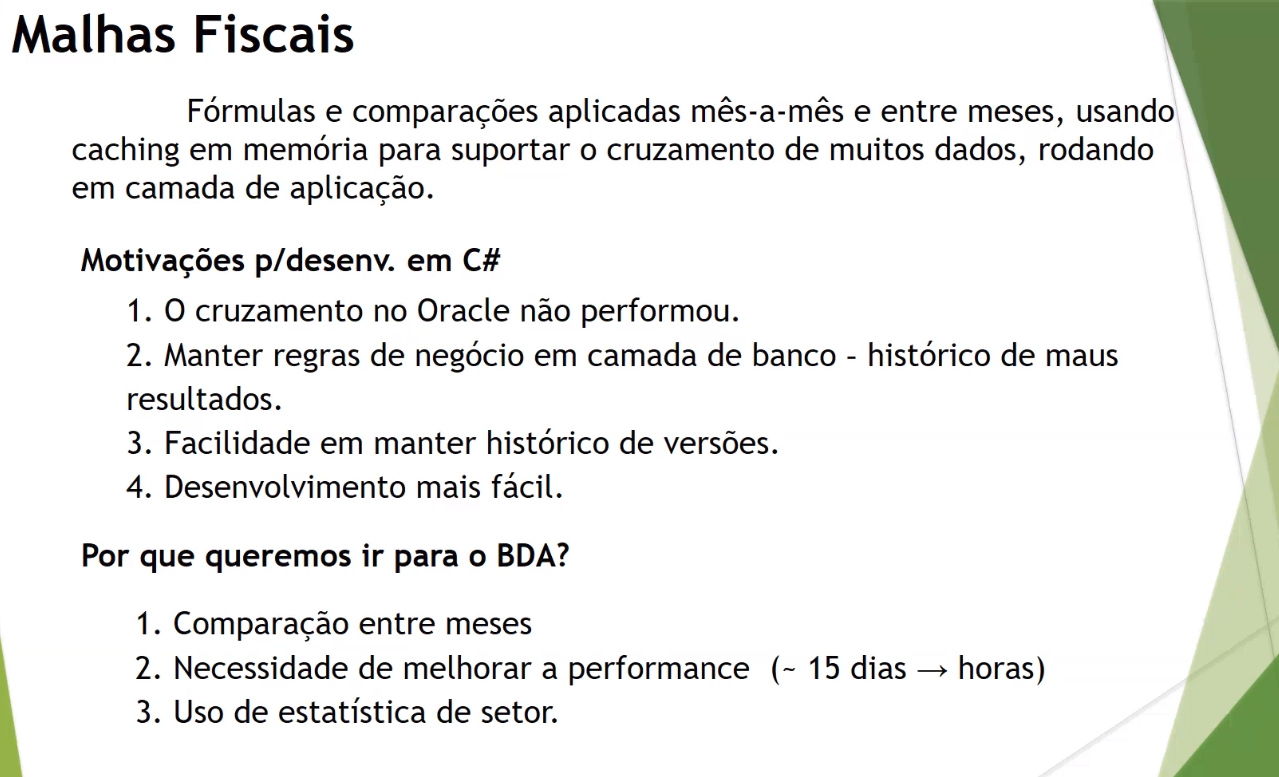 Malhas Fiscais
Fórmulas e comparações aplicadas mês-a-mês e entre meses, usando
caching em memória para suportar o cruzamento de muitos dados, rodando
em camada de aplicação.
Motivações p/desenv. em C#
1. O cruzamento no Oracle não performou.
2. Manter regras de negócio em camada de banco – histórico de maus
resultados.
3. Facilidade em manter histórico de versões.
4. Desenvolvimento mais fácil.
Por que queremos ir para o BDA?
1. Comparação entre meses
2. Necessidade de melhorar a performance (~ 15 dias → horas)
3. Uso de estatística de setor.